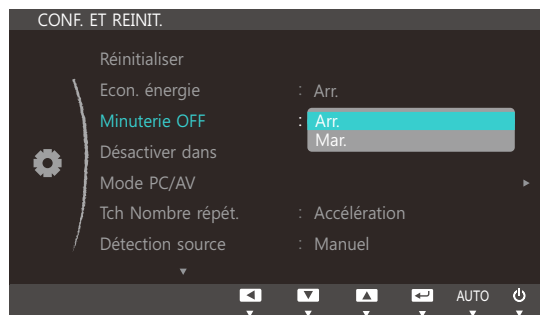 CONF. ET REINIT.
Réinitialiser
Econ. énergie : Arr.
Minuterie OFF : Arr.
Mar.
Désactiver dans
Mode PC/AV
Tch Nombre répét. : Accélération
Détection source : Manuel
AUTO